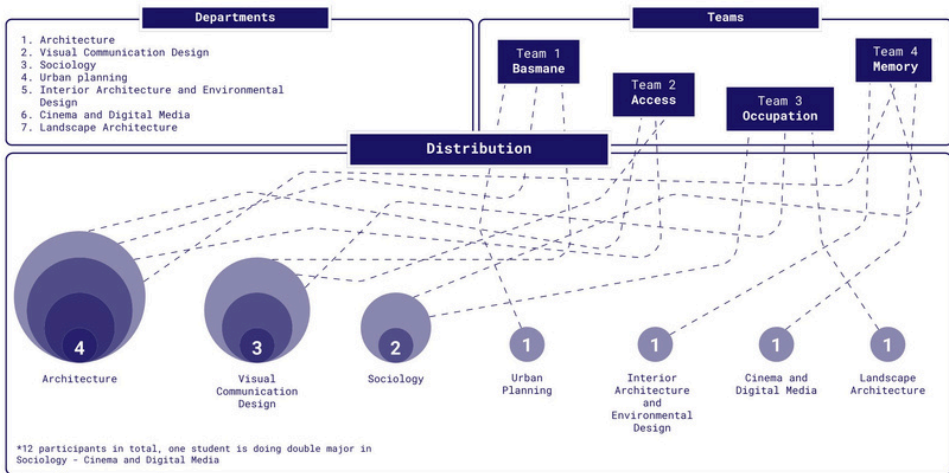 Departments
1. Architecture
2. Visual Communication Design
3. Sociology
4. Urban planning
5. Interior Architecture and Environmental
Design
6. Cinema and Digital Media
7. Landscape Architecture
Teams
Team 1
Basmane
Team 2
Access
Team 3
Occupation
Team 4
Memory
Distribution
4
Architecture
3
Visual
Communication
Design
2
Sociology
1
Urban
Planning
1
Interior
Architecture
and
Environmental
Design
1
Cinema and
Digital Media
1
Landscape
Architecture
*12 participants in total, one student is doing double major in
Sociology - Cinema and Digital Media